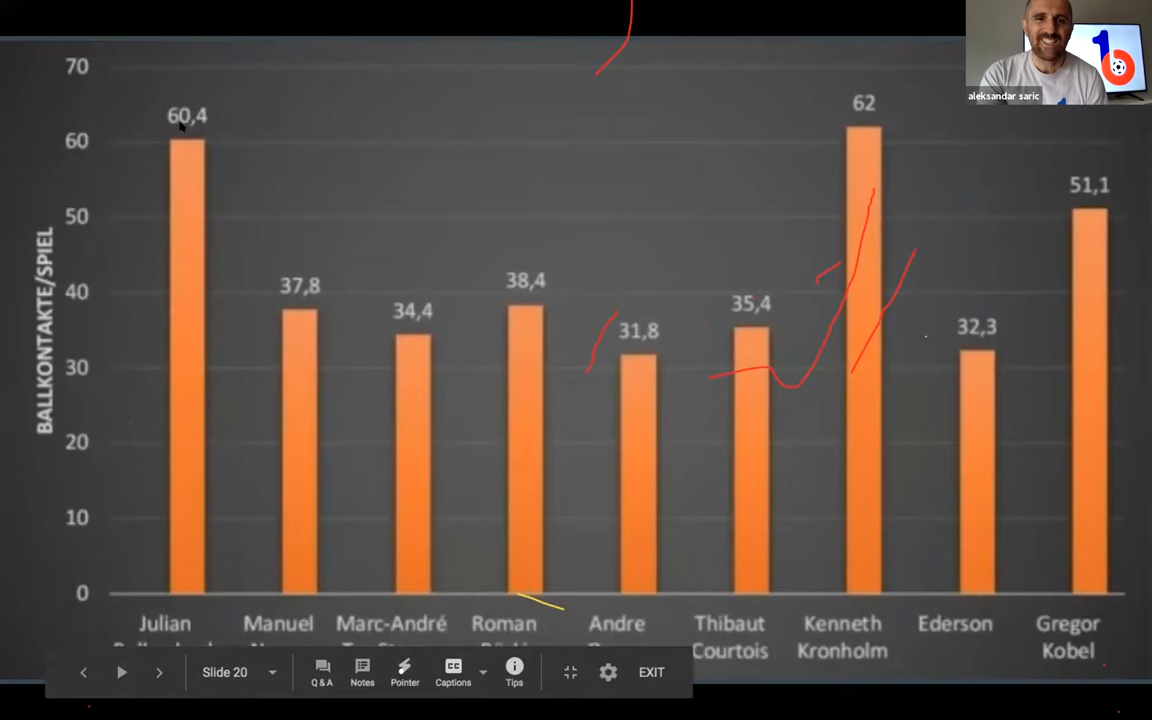 70
60
50
40
30
20
10
0
BALLKONTAKTE/SPIEL
60,4
37,8
34,4
38,4
31,8
35,4
62
32,3
51,1
Julian
Manuel
Marc-André
Roman
Andre
Thibaut
Courtois
Kenneth
Kronholm
Ederson
Gregor
Kobel
aleksandar saric
1b
Slide 20
Q & A
Notes
Pointer
Captions
Tips
EXIT